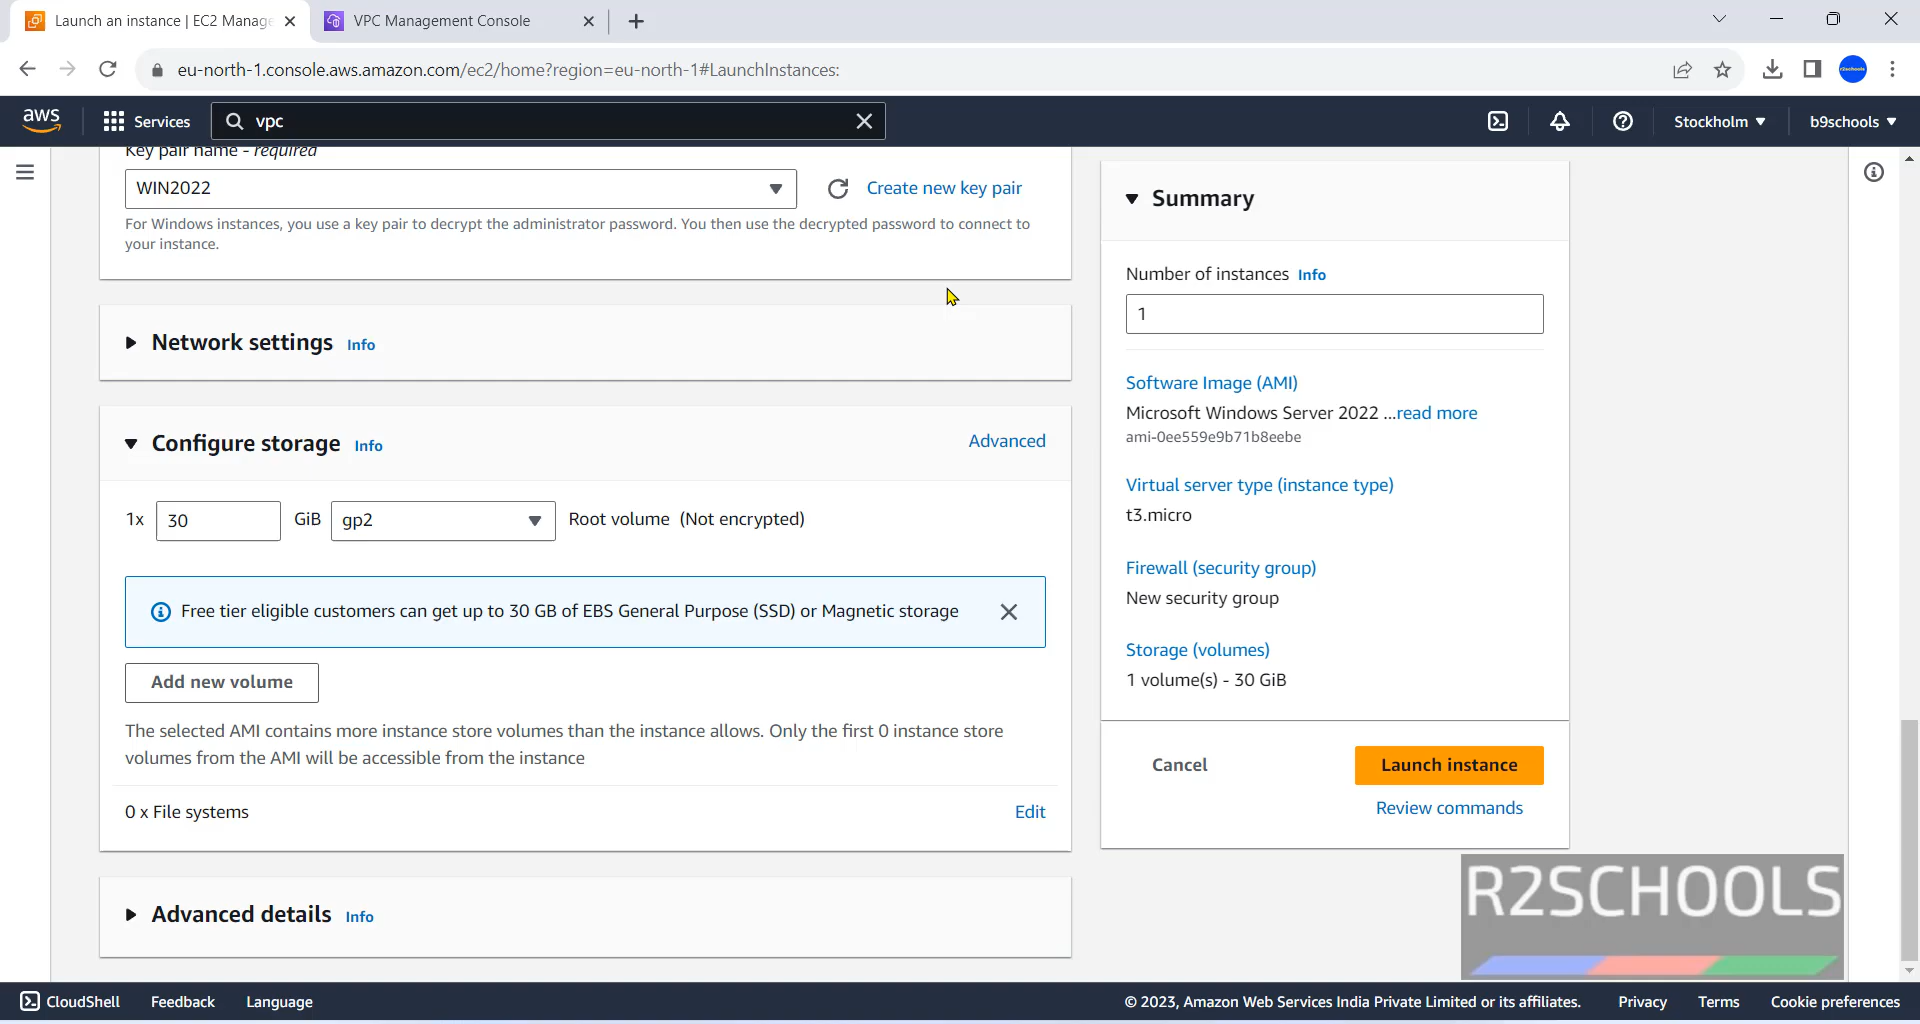 Launch an instance | EC2 Manage
VPC Management Console
eu-north-1.console.aws.amazon.com/ec2/home?region=eu-north-1#LaunchInstances:
aws
Services
vpc
Stockholm
b9schools
Key pair name - required
WIN2022
Create new key pair
For Windows instances, you use a key pair to decrypt the administrator password. You then use the decrypted password to connect to
your instance.
Network settings Info
Configure storage Info
Advanced
1x 30 GiB gp2 Root volume (Not encrypted)
Free tier eligible customers can get up to 30 GB of EBS General Purpose (SSD) or Magnetic storage
Add new volume
The selected AMI contains more instance store volumes than the instance allows. Only the first 0 instance store
volumes from the AMI will be accessible from the instance
0 x File systems
Edit
Advanced details Info
Summary
Number of instances Info
1
Software Image (AMI)
Microsoft Windows Server 2022 ...read more
ami-0ee559e9b71b8eebe
Virtual server type (instance type)
t3.micro
Firewall (security group)
New security group
Storage (volumes)
1 volume(s) - 30 GiB
Cancel
Launch instance
Review commands
R2SCHOOLS
CloudShell
Feedback
Language
© 2023, Amazon Web Services India Private Limited or its affiliates.
Privacy
Terms
Cookie preferences